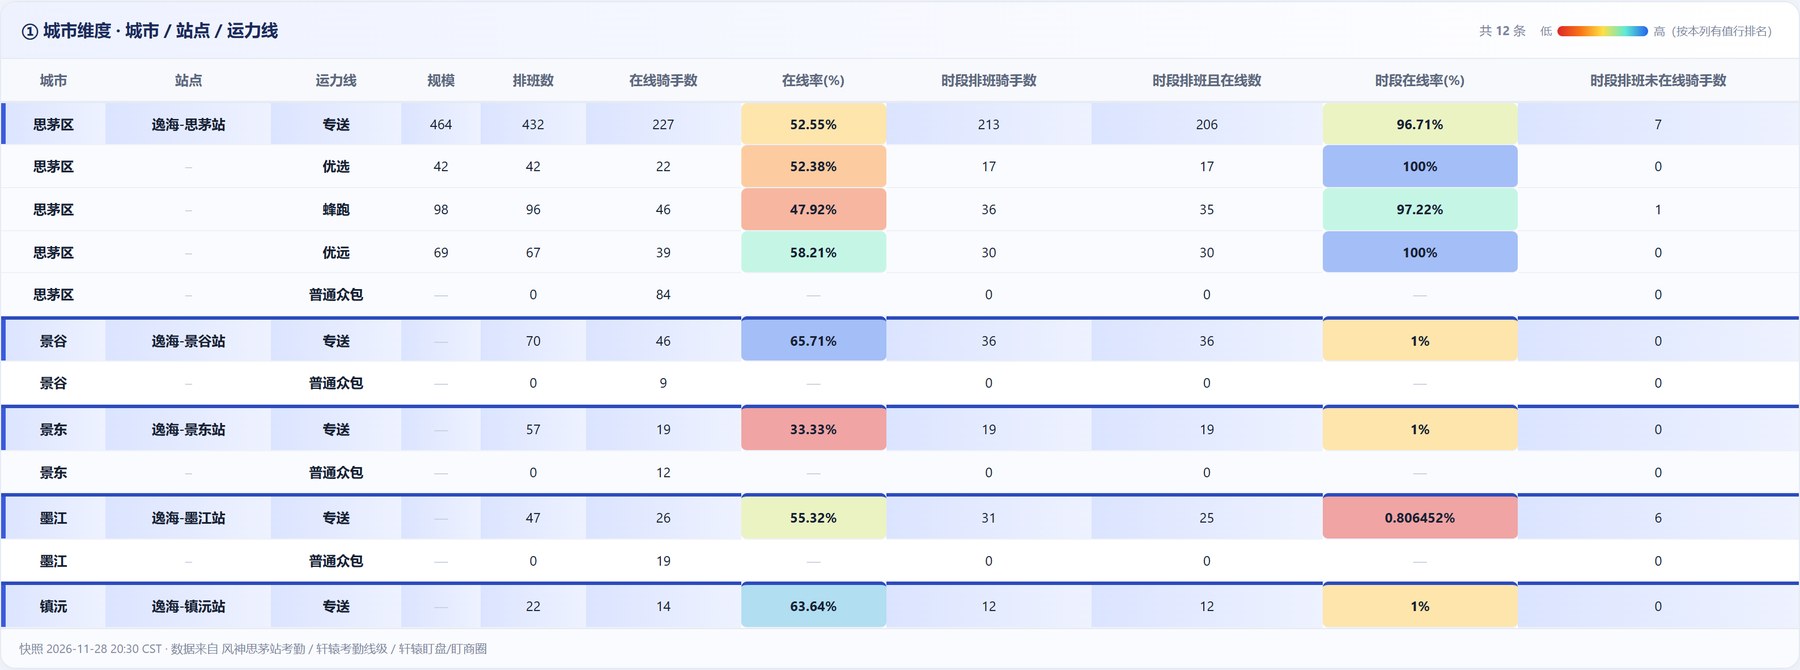 ① 城市维度 · 城市 / 站点 / 运力线 共 12 条 低 高 (按本列有值行排名)
城市 站点 运力线 规模 排班数 在线骑手数 在线率(%) 时段排班骑手数 时段排班且在线数 时段在线率(%) 时段排班未在线骑手数
思茅区 逸海-思茅站 专送 464 432 227 52.55% 213 206 96.71% 7
思茅区 – 优选 42 42 22 52.38% 17 17 100% 0
思茅区 – 蜂跑 98 96 46 47.92% 36 35 97.22% 1
思茅区 – 优远 69 67 39 58.21% 30 30 100% 0
思茅区 – 普通众包 — 0 84 — 0 0 — 0
景谷 逸海-景谷站 专送 — 70 46 65.71% 36 36 1% 0
景谷 – 普通众包 — 0 9 — 0 0 — 0
景东 逸海-景东站 专送 — 57 19 33.33% 19 19 1% 0
景东 – 普通众包 — 0 12 — 0 0 — 0
墨江 逸海-墨江站 专送 — 47 26 55.32% 31 25 0.806452% 6
墨江 – 普通众包 — 0 19 — 0 0 — 0
镇沅 逸海-镇沅站 专送 — 22 14 63.64% 12 12 1% 0
快照 2026-11-28 20:30 CST · 数据来自 风神思茅站考勤 / 轩辕考勤线级 / 轩辕盯盘/盯商圈